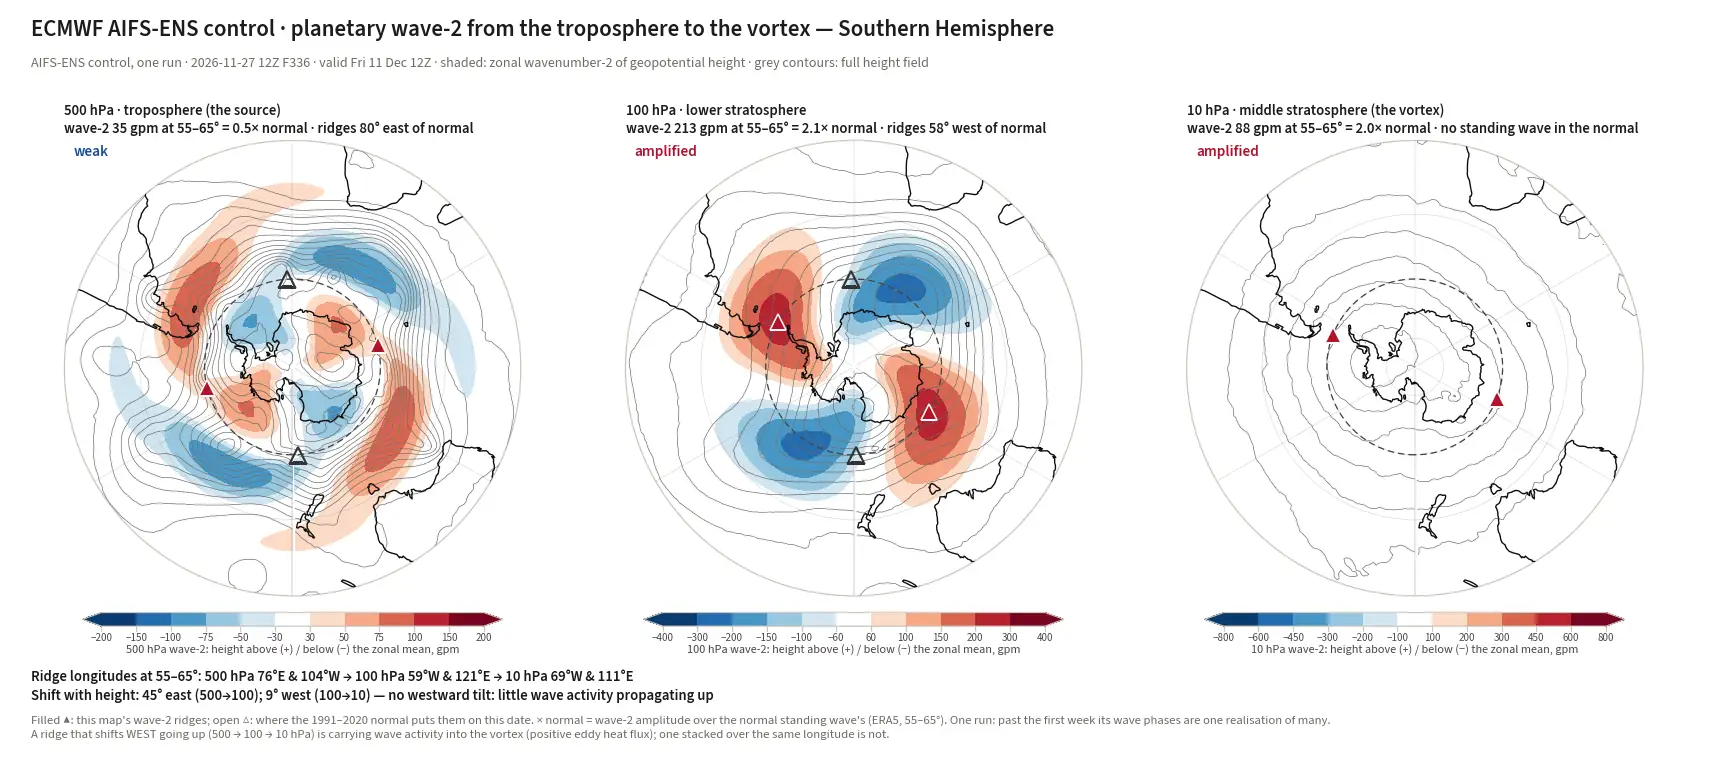 ECMWF AIFS-ENS control · planetary wave-2 from the troposphere to the vortex — Southern Hemisphere
AIFS-ENS control, one run · 2026-11-27 12Z F336 · valid Fri 11 Dec 12Z · shaded: zonal wavenumber-2 of geopotential height · grey contours: full height field
500 hPa · troposphere (the source)
wave-2 35 gpm at 55–65° = 0.5× normal · ridges 80° east of normal
weak
100 hPa · lower stratosphere
wave-2 213 gpm at 55–65° = 2.1× normal · ridges 58° west of normal
amplified
10 hPa · middle stratosphere (the vortex)
wave-2 88 gpm at 55–65° = 2.0× normal · no standing wave in the normal
amplified
−200 −150 −100 −75 −50 −30 30 50 75 100 150 200
500 hPa wave-2: height above (+) / below (−) the zonal mean, gpm
−400 −300 −200 −150 −100 −60 60 100 150 200 300 400
100 hPa wave-2: height above (+) / below (−) the zonal mean, gpm
−800 −600 −450 −300 −200 −100 100 200 300 450 600 800
10 hPa wave-2: height above (+) / below (−) the zonal mean, gpm
Ridge longitudes at 55–65°: 500 hPa 76°E & 104°W → 100 hPa 59°W & 121°E → 10 hPa 69°W & 111°E
Shift with height: 45° east (500→100); 9° west (100→10) — no westward tilt: little wave activity propagating up
Filled ▲: this map's wave-2 ridges; open △: where the 1991–2020 normal puts them on this date. × normal = wave-2 amplitude over the normal standing wave's (ERA5, 55–65°). One run: past the first week its wave phases are one realisation of many.
A ridge that shifts WEST going up (500 → 100 → 10 hPa) is carrying wave activity into the vortex (positive eddy heat flux); one stacked over the same longitude is not.